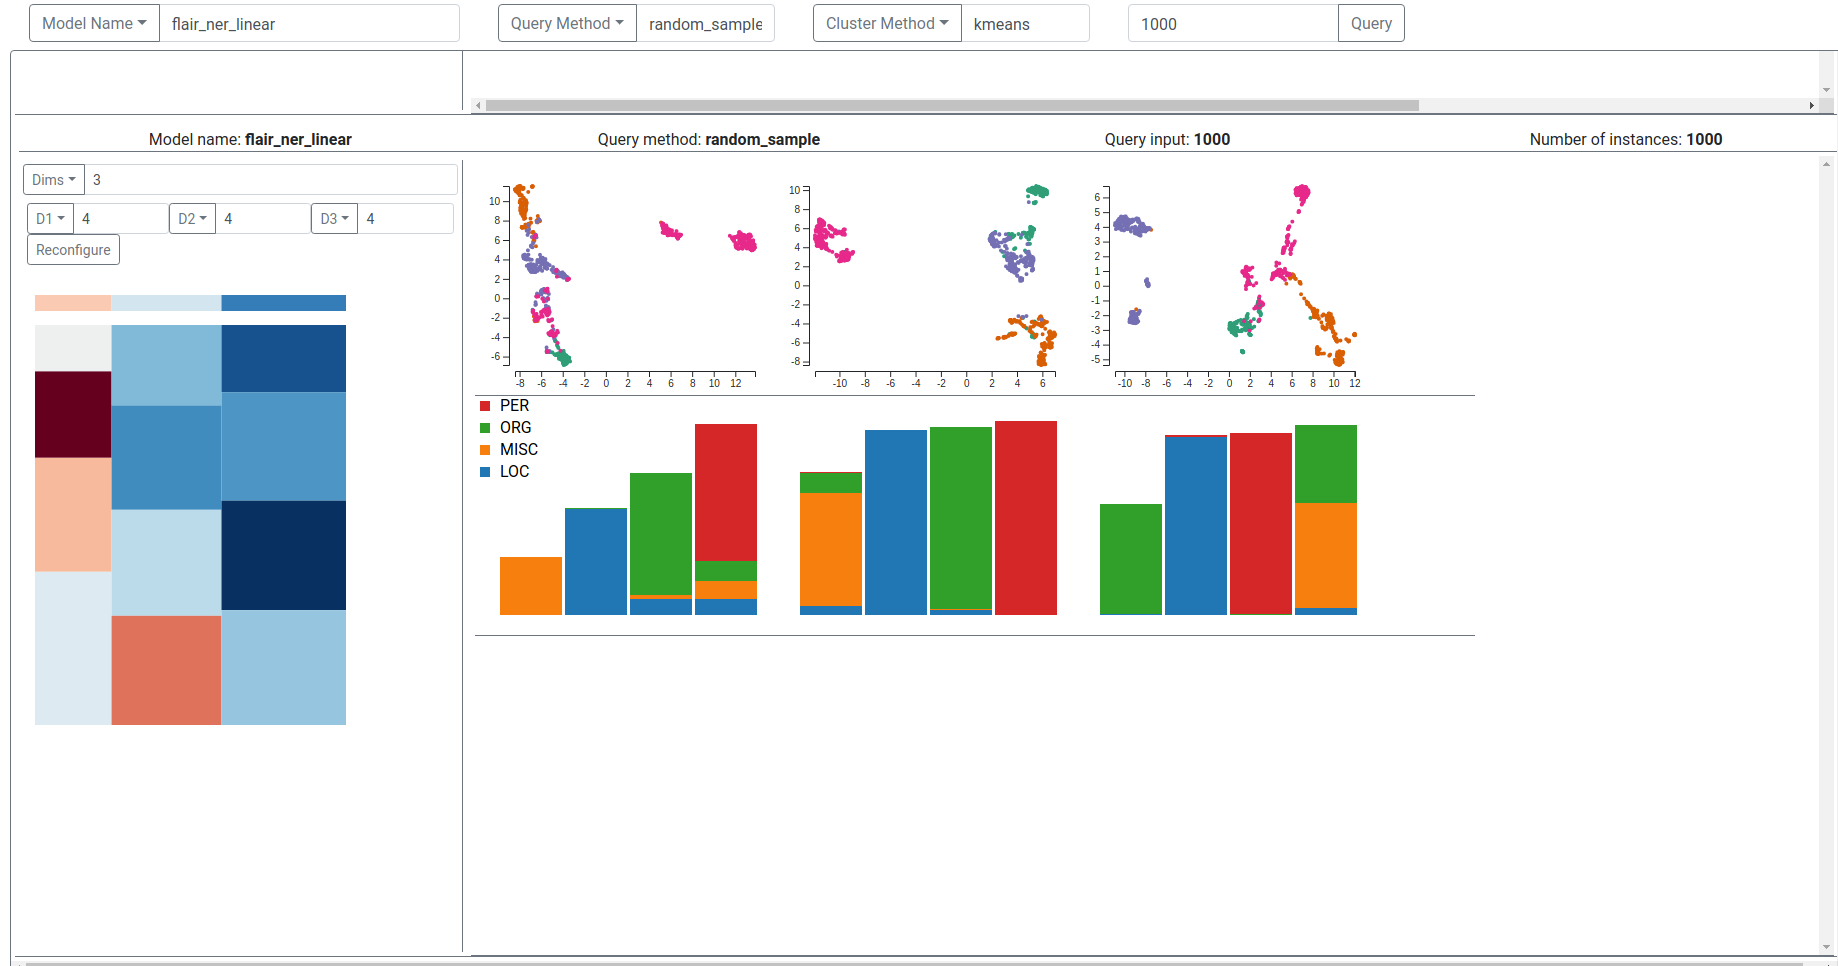 Model Name flair_ner_linear Query Method random_sample Cluster Method kmeans 1000 Query
Model name: flair_ner_linear Query method: random_sample Query input: 1000 Number of instances: 1000
Dims 3
D1 4 D2 4 D3 4
Reconfigure
10
8
6
4
2
0
-2
-4
-6
-8 -6 -4 -2 0 2 4 6 8 10 12
10
8
6
4
2
0
-2
-4
-6
-8
-10 -8 -6 -4 -2 0 2 4 6
6
5
4
3
2
1
0
-1
-2
-3
-4
-5
-10 -8 -6 -4 -2 0 2 4 6 8 10 12
PER
ORG
MISC
LOC